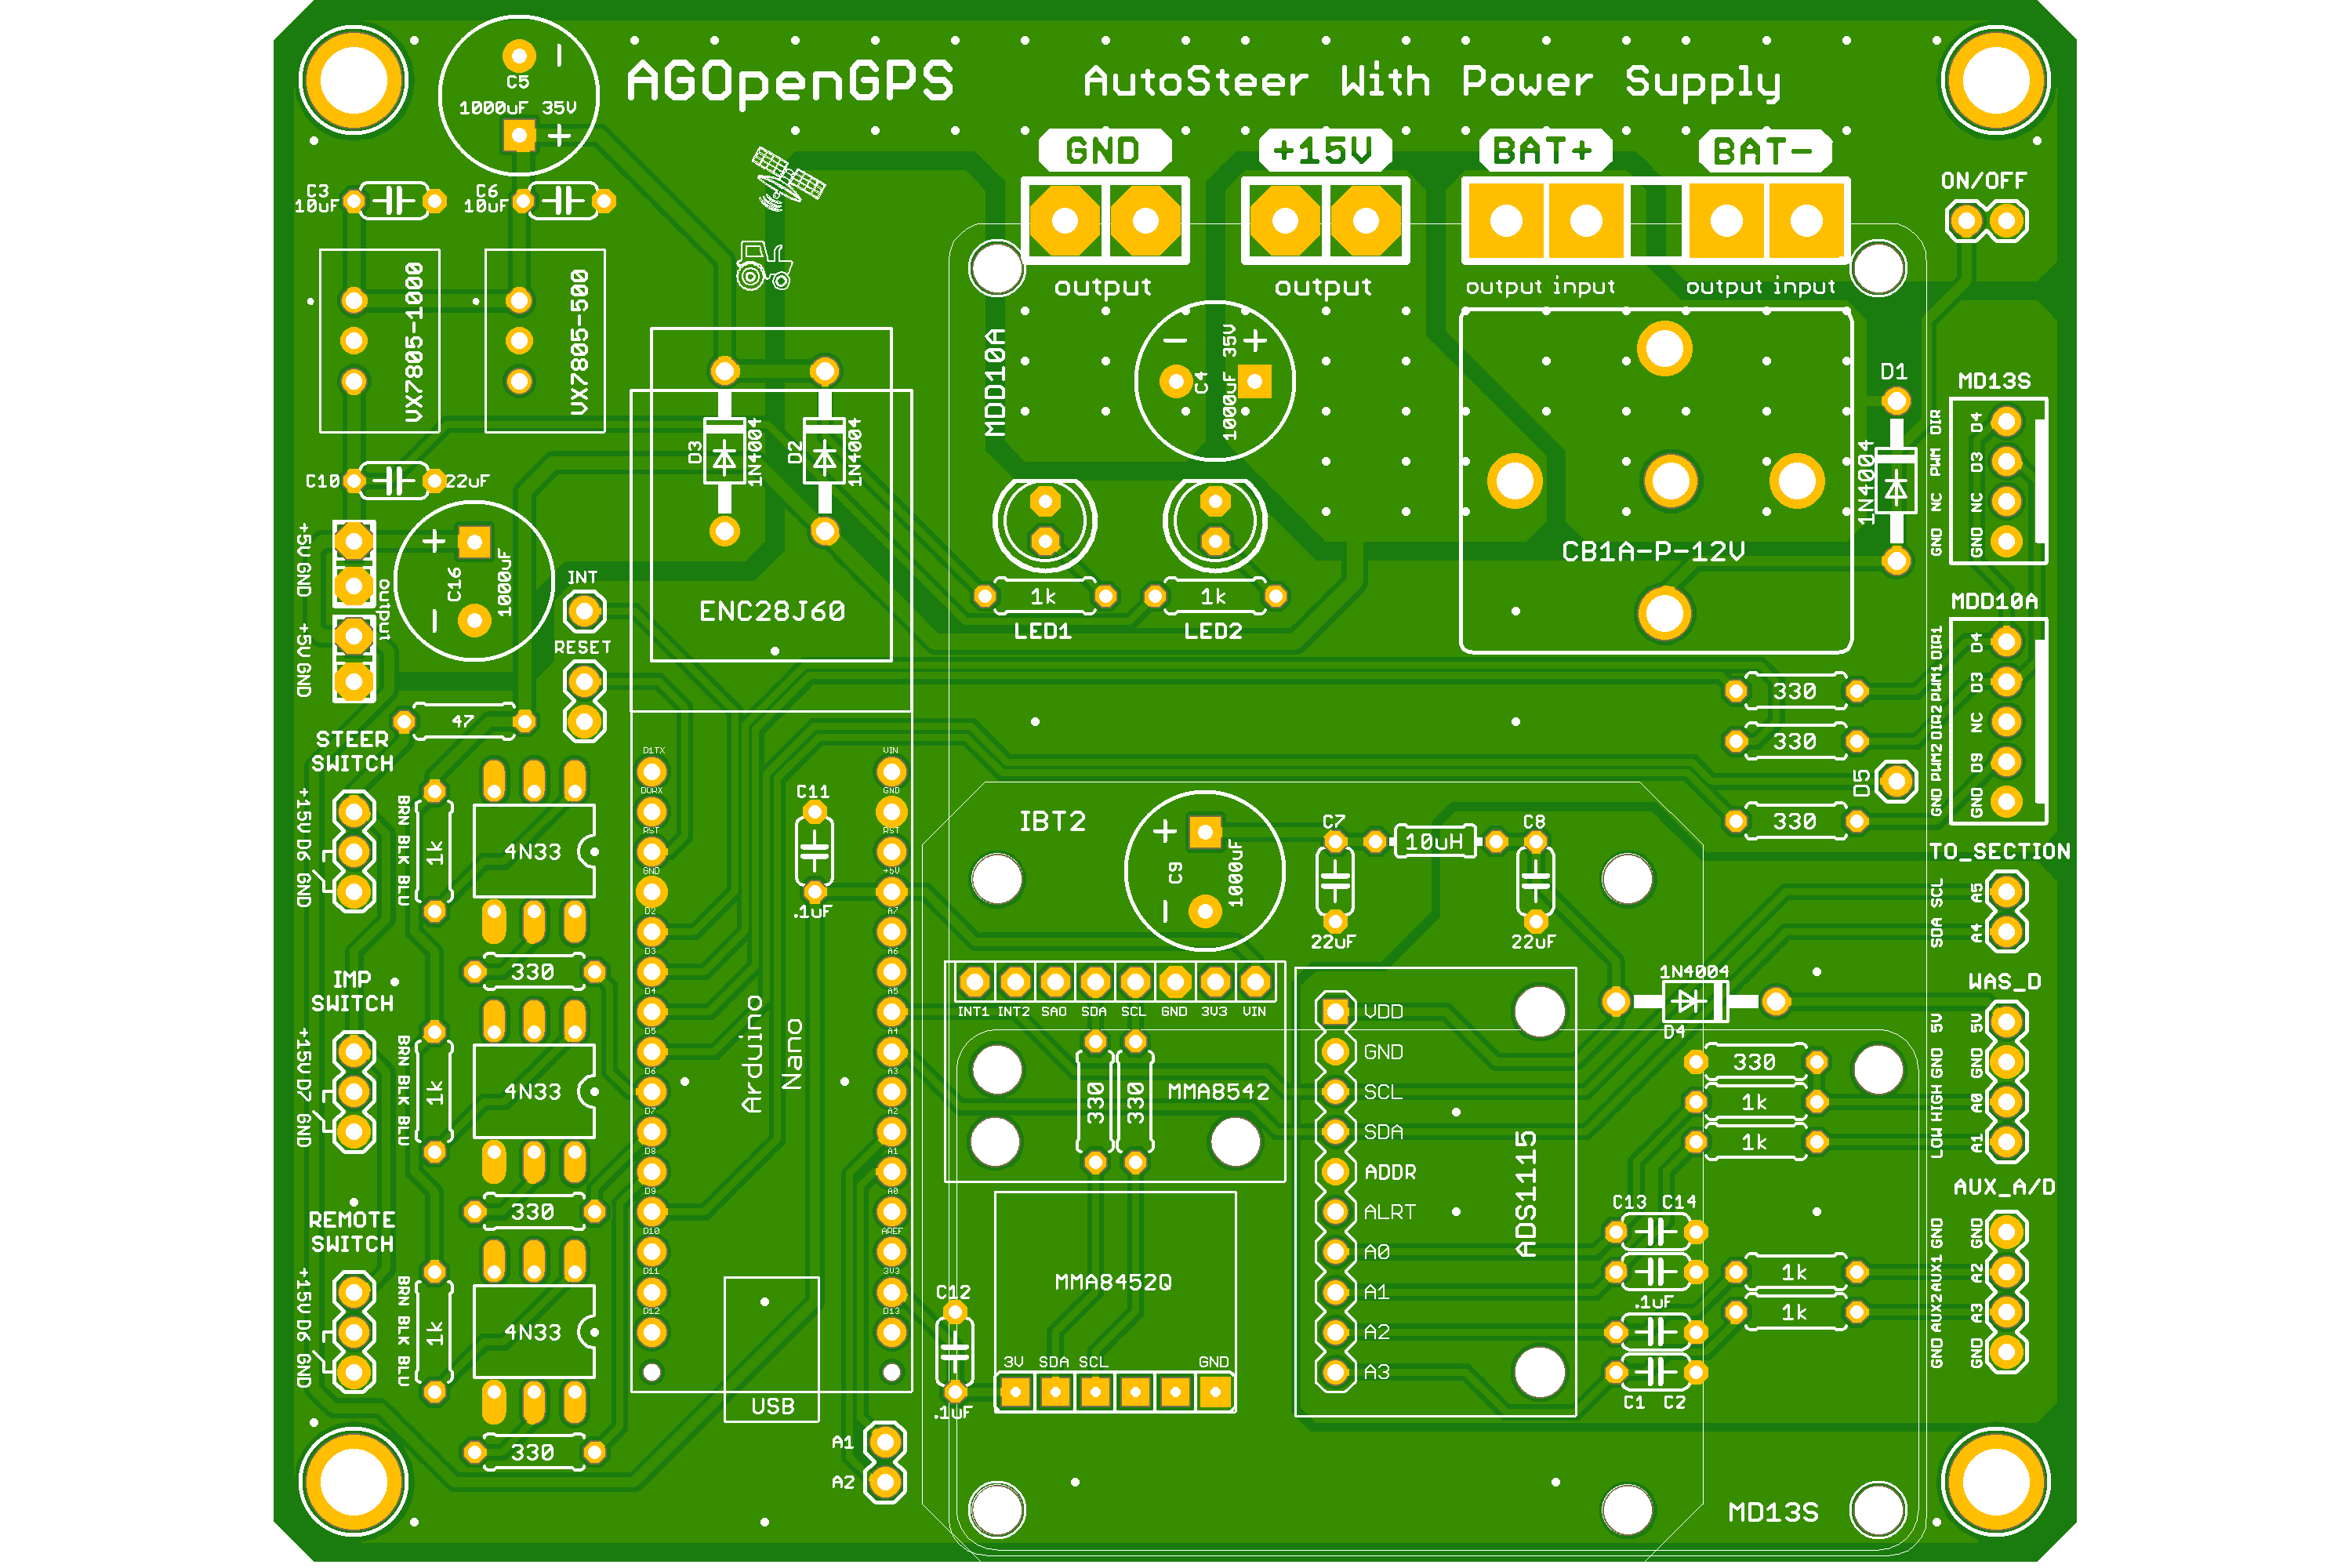 AGOpenGPS
AutoSteer With Power Supply
C5
1000uF 35V
GND
+15V
BAT+
BAT-
ON/OFF
C3
10uF
C6
10uF
output
output
output input
output input
VX7805-1000
VX7805-500
MDD10A
C4
1000uF 35V
D1
1N4004
MD13S
DIR
PWM
NC
GND
D4
D3
NC
GND
D3
1N4004
D2
1N4004
C10
22uF
+5V GND
output
+5V GND
C16
1000uF
INT
RESET
ENC28J60
1k
LED1
1k
LED2
CB1A-P-12V
MDD10A
DIR1
PWM1
DIR2
PWM2
GND
D4
D3
NC
D9
GND
330
330
D5
330
47
STEER
SWITCH
+15V D6 GND
BRN BLK BLU
1k
4N33
330
IMP
SWITCH
+15V D7 GND
BRN BLK BLU
1k
4N33
330
REMOTE
SWITCH
+15V D6 GND
BRN BLK BLU
1k
4N33
330
D1TX
RST
GND
D2
D3
D4
D5
D6
D7
D8
D9
D10
D11
D12
VIN
GND
RST
+5V
A7
A6
A5
A4
A3
A2
A1
A0
AREF
3V3
D13
C11
.1uF
Arduino
Nano
USB
A1
A2
C12
.1uF
IBT2
C9
1000uF
C7
22uF
10uH
C8
22uF
INT1 INT2 SAO SDA SCL GND 3V3 VIN
330
330
MMA8542
MMA8452Q
3V SDA SCL GND
VDD
GND
SCL
SDA
ADDR
ALRT
A0
A1
A2
A3
ADS1115
1N4004
D4
330
1k
1k
C13 C14
.1uF
C1 C2
1k
1k
TO_SECTION
SCL
SDA
A5
A4
WAS_D
5V
GND
HIGH
LOW
5V
GND
A0
A1
AUX_A/D
GND
AUX1
AUX2
GND
GND
A2
A3
GND
MD13S